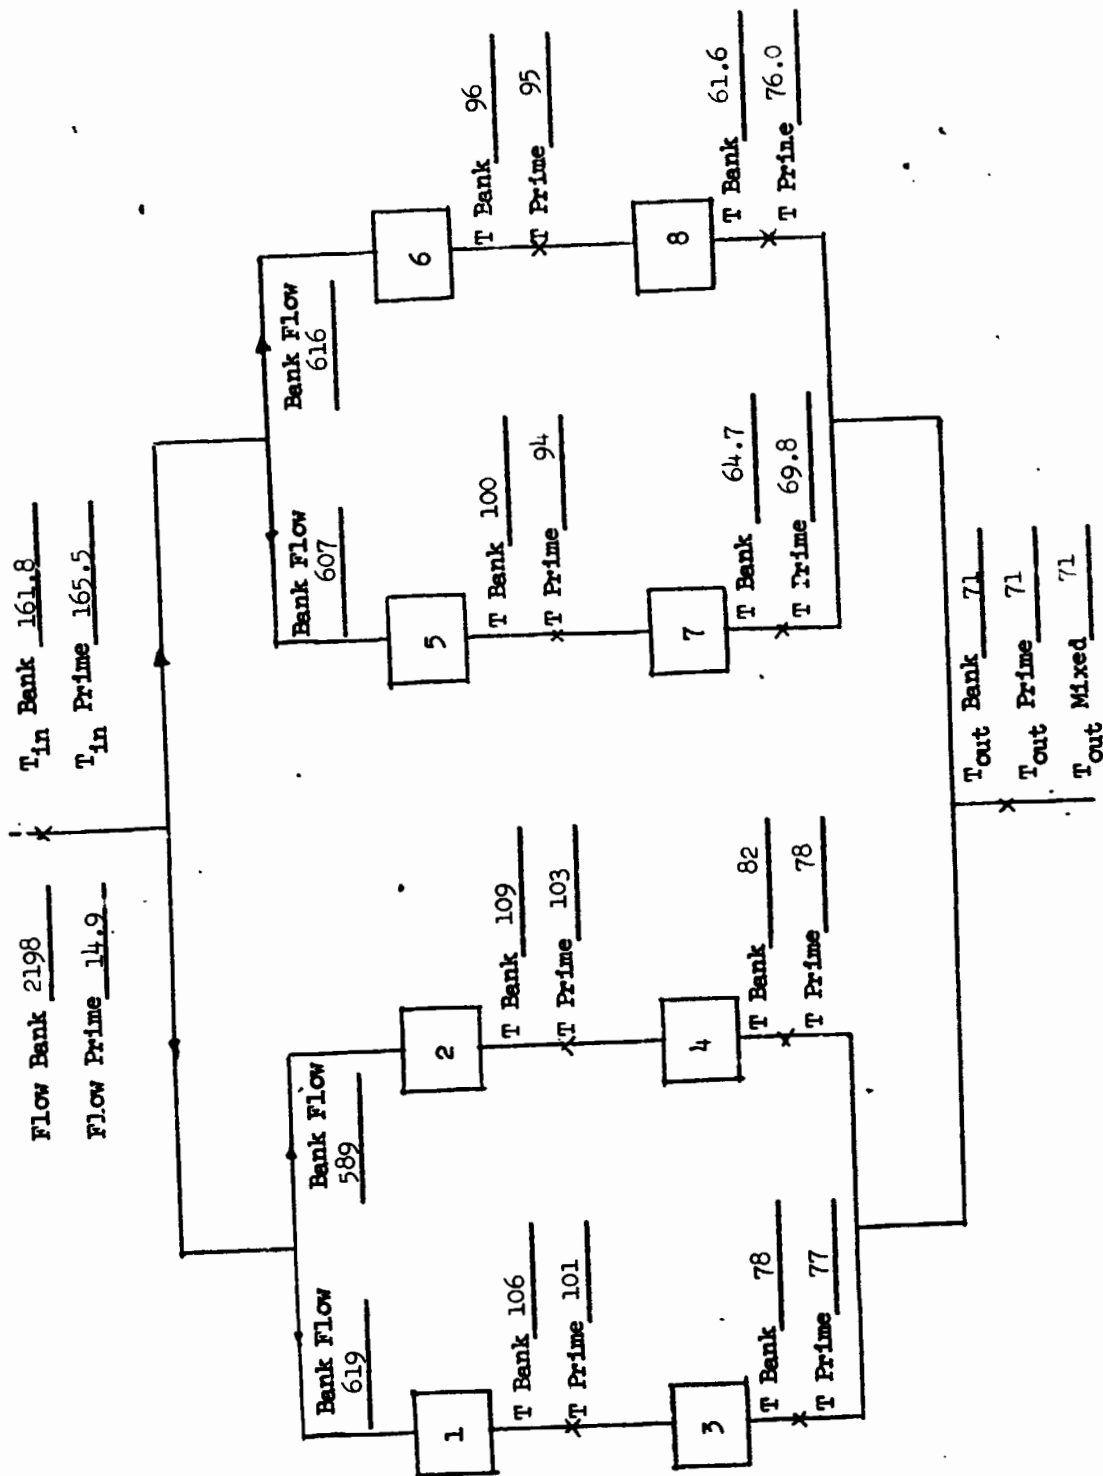 Flow Bank 2198
Flow Prime 14.9
T_in Bank 161.8
T_in Prime 165.5
Bank Flow
619
Bank Flow
589
Bank Flow
607
Bank Flow
616
1
2
5
6
T Bank 106
T Prime 101
T Bank 109
T Prime 103
T Bank 100
T Prime 94
T Bank 96
T Prime 95
3
4
7
8
T Bank 78
T Prime 77
T Bank 82
T Prime 78
T Bank 64.7
T Prime 69.8
T Bank 61.6
T Prine 76.0
T_out Bank 71
T_out Prime 71
T_out Mixed 71